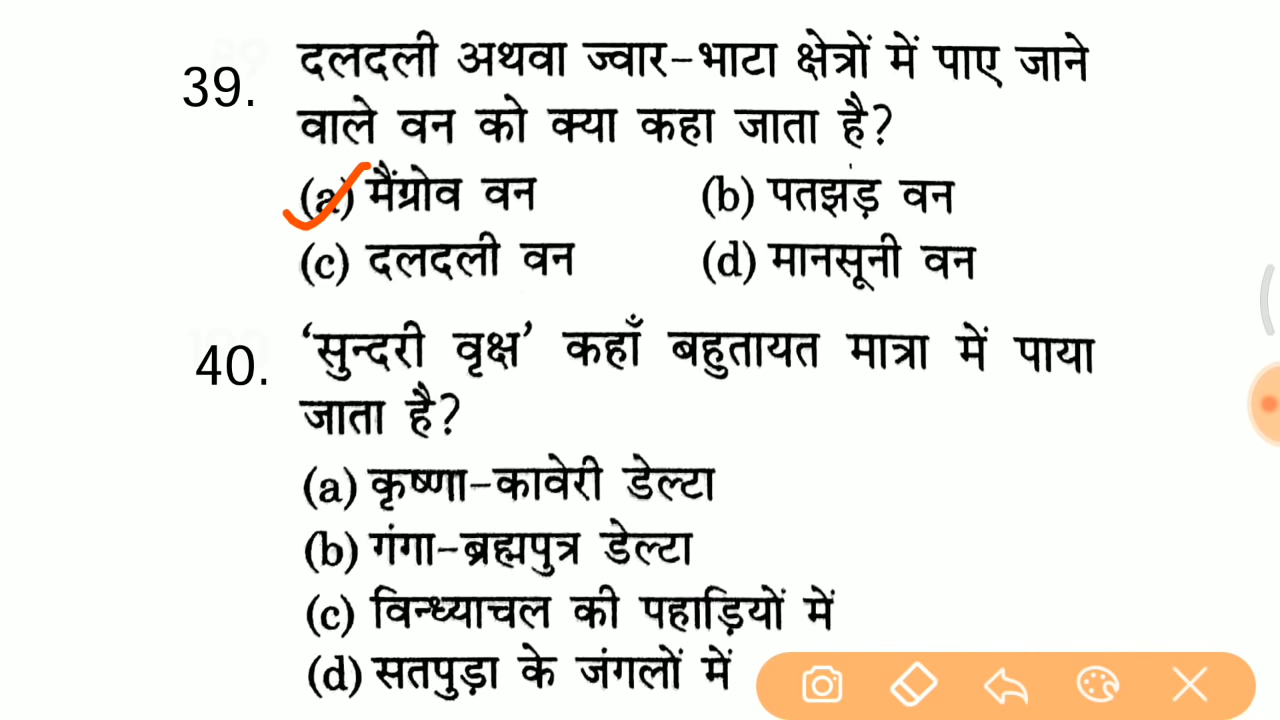 39. दलदली अथवा ज्वार-भाटा क्षेत्रों में पाए जाने
वाले वन को क्या कहा जाता है?
(a) मैंग्रोव वन (b) पतझड़ वन
(c) दलदली वन (d) मानसूनी वन
40. ‘सुन्दरी वृक्ष’ कहाँ बहुतायत मात्रा में पाया
जाता है?
(a) कृष्णा-कावेरी डेल्टा
(b) गंगा-ब्रह्मपुत्र डेल्टा
(c) विन्ध्याचल की पहाड़ियों में
(d) सतपुड़ा के जंगलों में